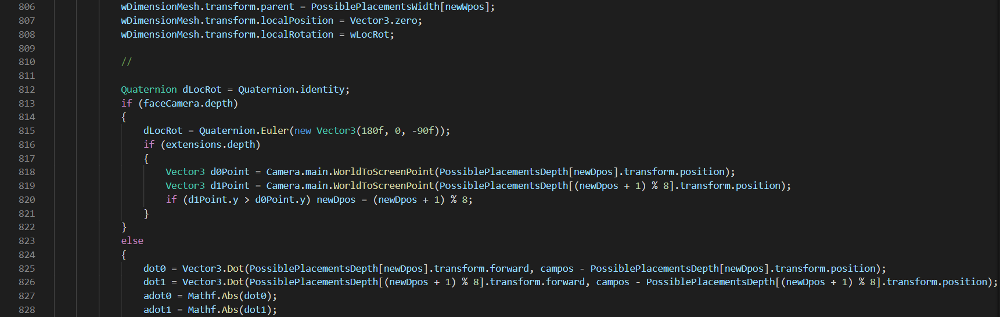 806 wDimensionMesh.transform.parent = PossiblePlacementsWidth[newWpos];
807 wDimensionMesh.transform.localPosition = Vector3.zero;
808 wDimensionMesh.transform.localRotation = wLocRot;
809
810 //
811
812 Quaternion dLocRot = Quaternion.identity;
813 if (faceCamera.depth)
814 {
815 dLocRot = Quaternion.Euler(new Vector3(180f, 0, -90f));
816 if (extensions.depth)
817 {
818 Vector3 d0Point = Camera.main.WorldToScreenPoint(PossiblePlacementsDepth[newDpos].transform.position);
819 Vector3 d1Point = Camera.main.WorldToScreenPoint(PossiblePlacementsDepth[(newDpos + 1) % 8].transform.position);
820 if (d1Point.y > d0Point.y) newDpos = (newDpos + 1) % 8;
821 }
822 }
823 else
824 {
825 dot0 = Vector3.Dot(PossiblePlacementsDepth[newDpos].transform.forward, campos - PossiblePlacementsDepth[newDpos].transform.position);
826 dot1 = Vector3.Dot(PossiblePlacementsDepth[(newDpos + 1) % 8].transform.forward, campos - PossiblePlacementsDepth[(newDpos + 1) % 8].transform.position);
827 adot0 = Mathf.Abs(dot0);
828 adot1 = Mathf.Abs(dot1);